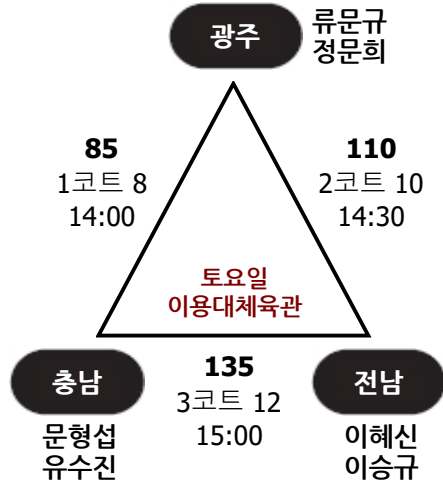 광주
류문규
정문희
85
1코트 8
14:00
110
2코트 10
14:30
토요일
이용대체육관
충남
문형섭
유수진
135
3코트 12
15:00
전남
이혜신
이승규